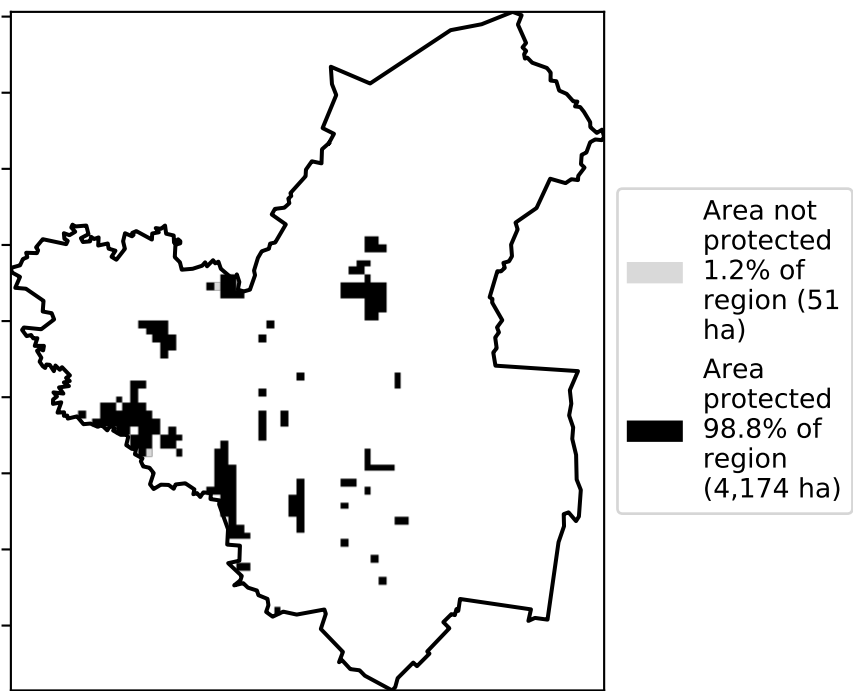 Area not
protected
1.2% of
region (51
ha)
Area
protected
98.8% of
region
(4,174 ha)